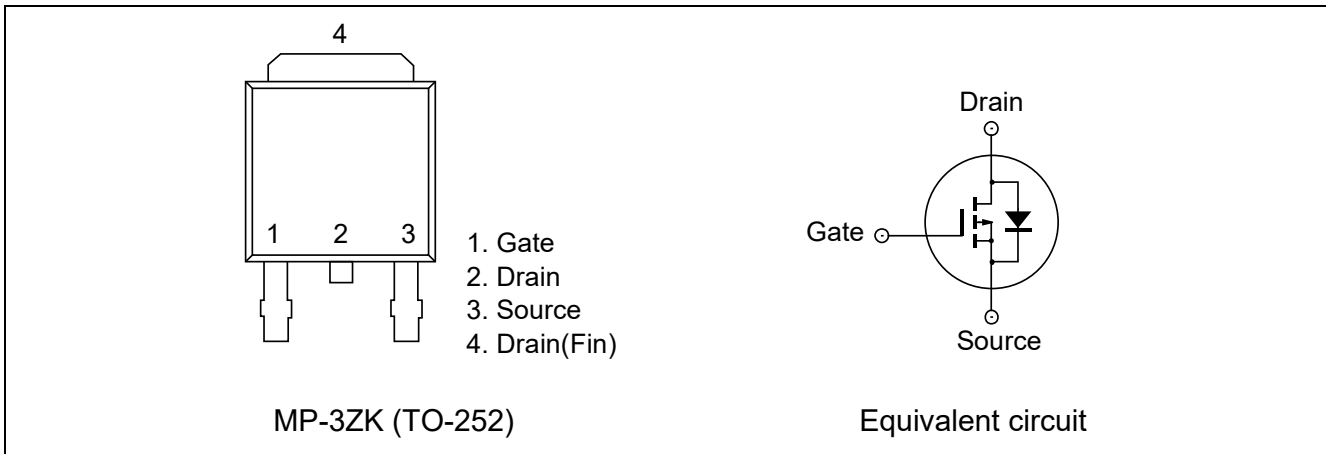 4
1 2 3
1. Gate
2. Drain
3. Source
4. Drain(Fin)
MP-3ZK (TO-252)
Drain
Gate
Source
Equivalent circuit